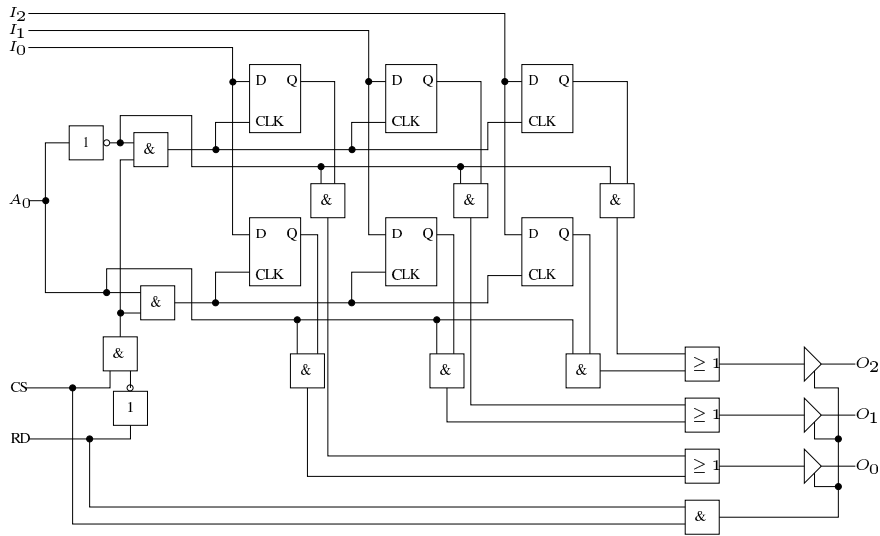 I2
I1
I0
D Q D Q D Q
CLK CLK CLK
1
&
A0
& & &
D Q D Q D Q
CLK CLK CLK
&
&
& & &
≥ 1 O2
CS
1
≥ 1 O1
RD
≥ 1 O0
&